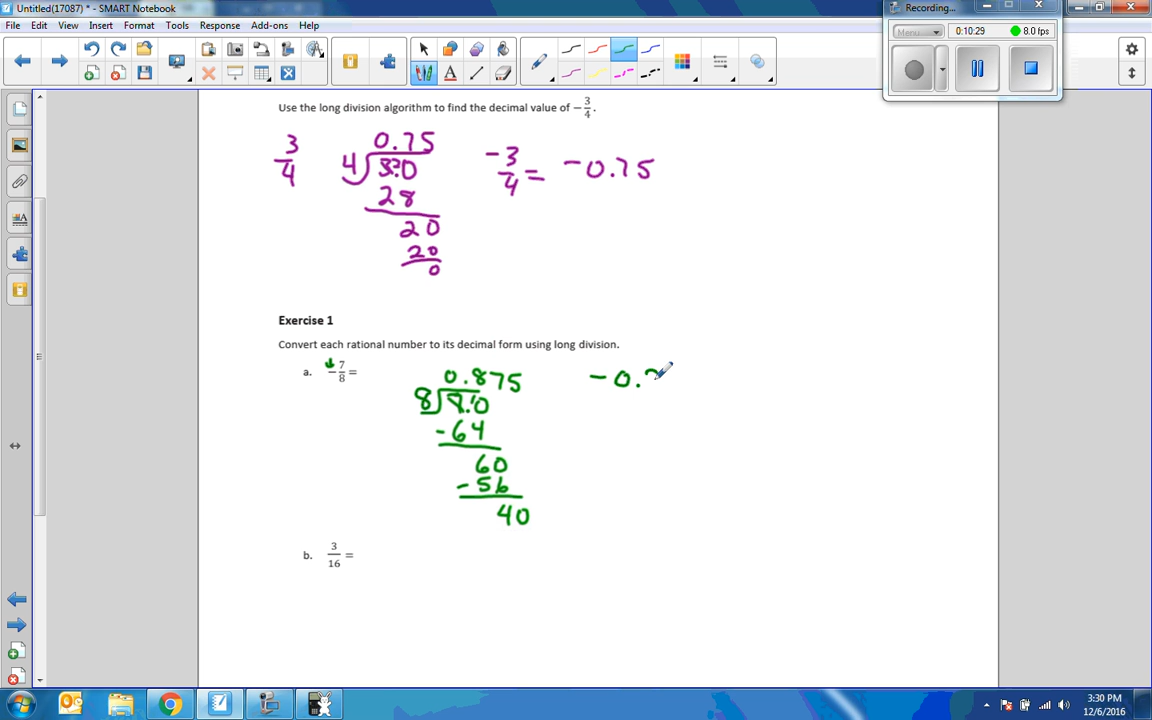 Untitled(17087) * - SMART Notebook
File Edit View Insert Format Tools Response Add-ons Help
Recording...
Menu 0:10:29 8.0 fps
Use the long division algorithm to find the decimal value of −3/4.
3/4
0.75
4 3.0
28
20
20
0
-3/4 = -0.75
Exercise 1
Convert each rational number to its decimal form using long division.
a. −7/8 =
0.875
8 .0
-64
60
-56
40
-0.
b. 3/16 =
3:30 PM
12/6/2016